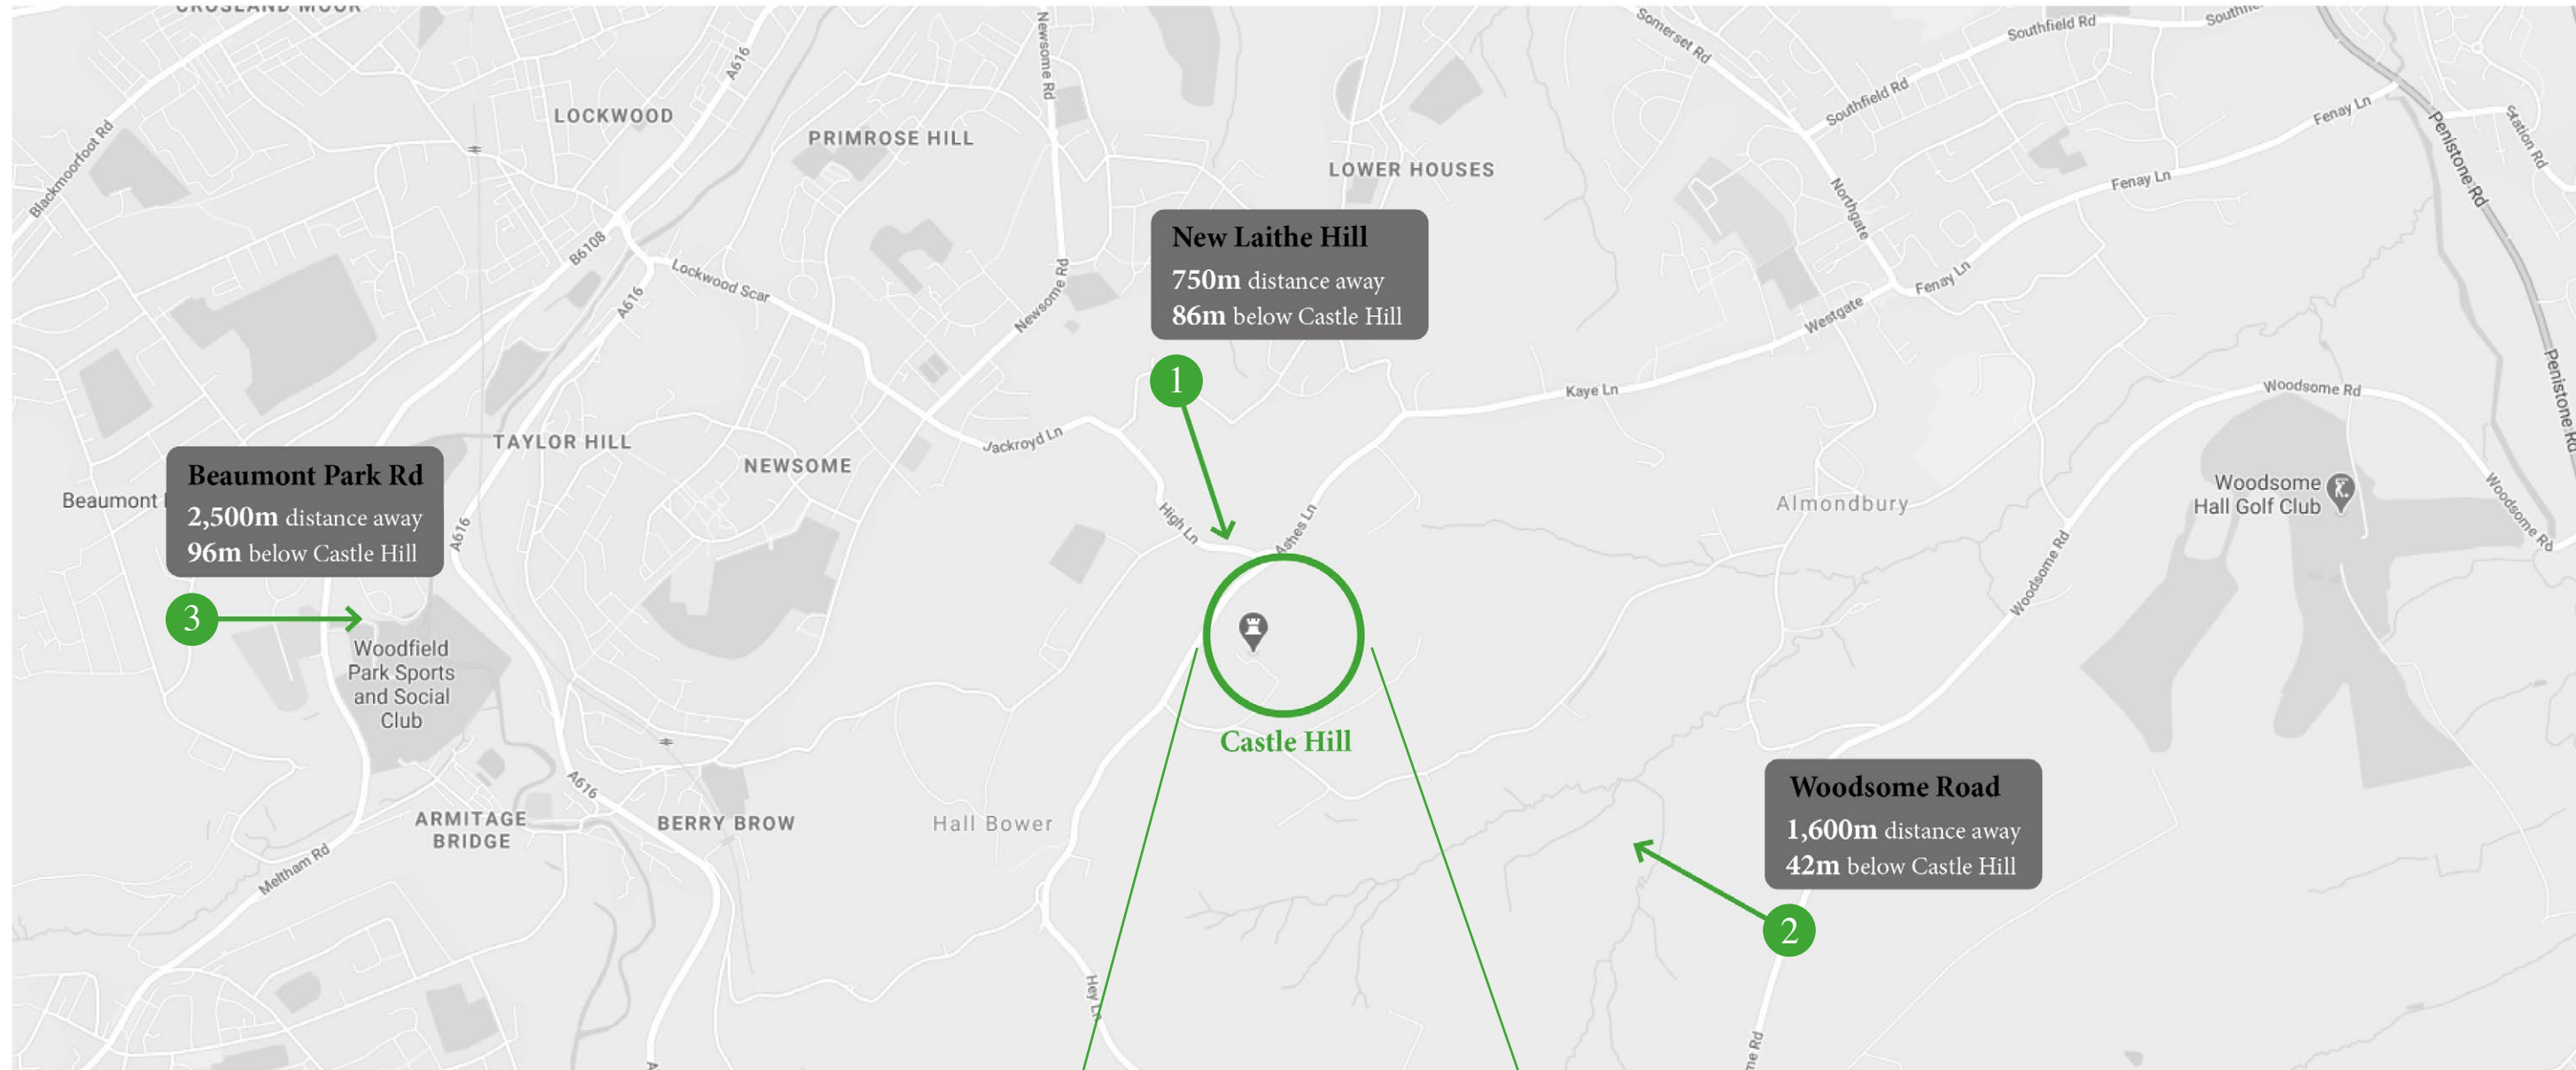 CROSLAND MOOR
Newsome Rd
Somerset Rd
Southfield Rd
A616
Southfield Rd
Fenay Ln
Penistone Rd
Station Rd
LOCKWOOD
PRIMROSE HILL
LOWER HOUSES
Blackmoorfoot Rd
Northgate
Fenay Ln
B6108
Lockwood Scar
A616
Newsome Rd
New Laithe Hill
750m distance away
86m below Castle Hill
Fenay Ln
Westgate
1
Kaye Ln
Woodsome Rd
Penistone Rd
Jackroyd Ln
TAYLOR HILL
NEWSOME
Beaumont
Beaumont Park Rd
2,500m distance away
96m below Castle Hill
A616
High Ln
Ashes Ln
Almondbury
Woodsome
Hall Golf Club
Woodsome Rd
Woodsome Rd
3
Woodfield
Park Sports
and Social
Club
Castle Hill
A616
ARMITAGE
BRIDGE
BERRY BROW
Hall Bower
Woodsome Road
1,600m distance away
42m below Castle Hill
Meltham Rd
2
Hey Ln
me Rd
A